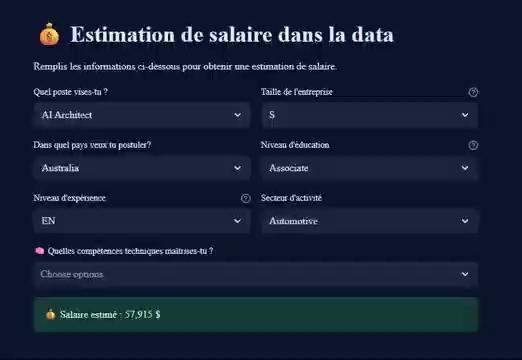 Estimation de salaire dans la data
Remplis les informations ci-dessous pour obtenir une estimation de salaire.
Quel poste vises-tu ?
Taille de l'entreprise
AI Architect
S
Dans quel pays veux tu postuler?
Niveau d'éducation
Australia
Associate
Niveau d'expérience
Secteur d'activité
EN
Automotive
Quelles compétences techniques maîtrises-tu ?
Choose options
Salaire estimé : 57,915 $